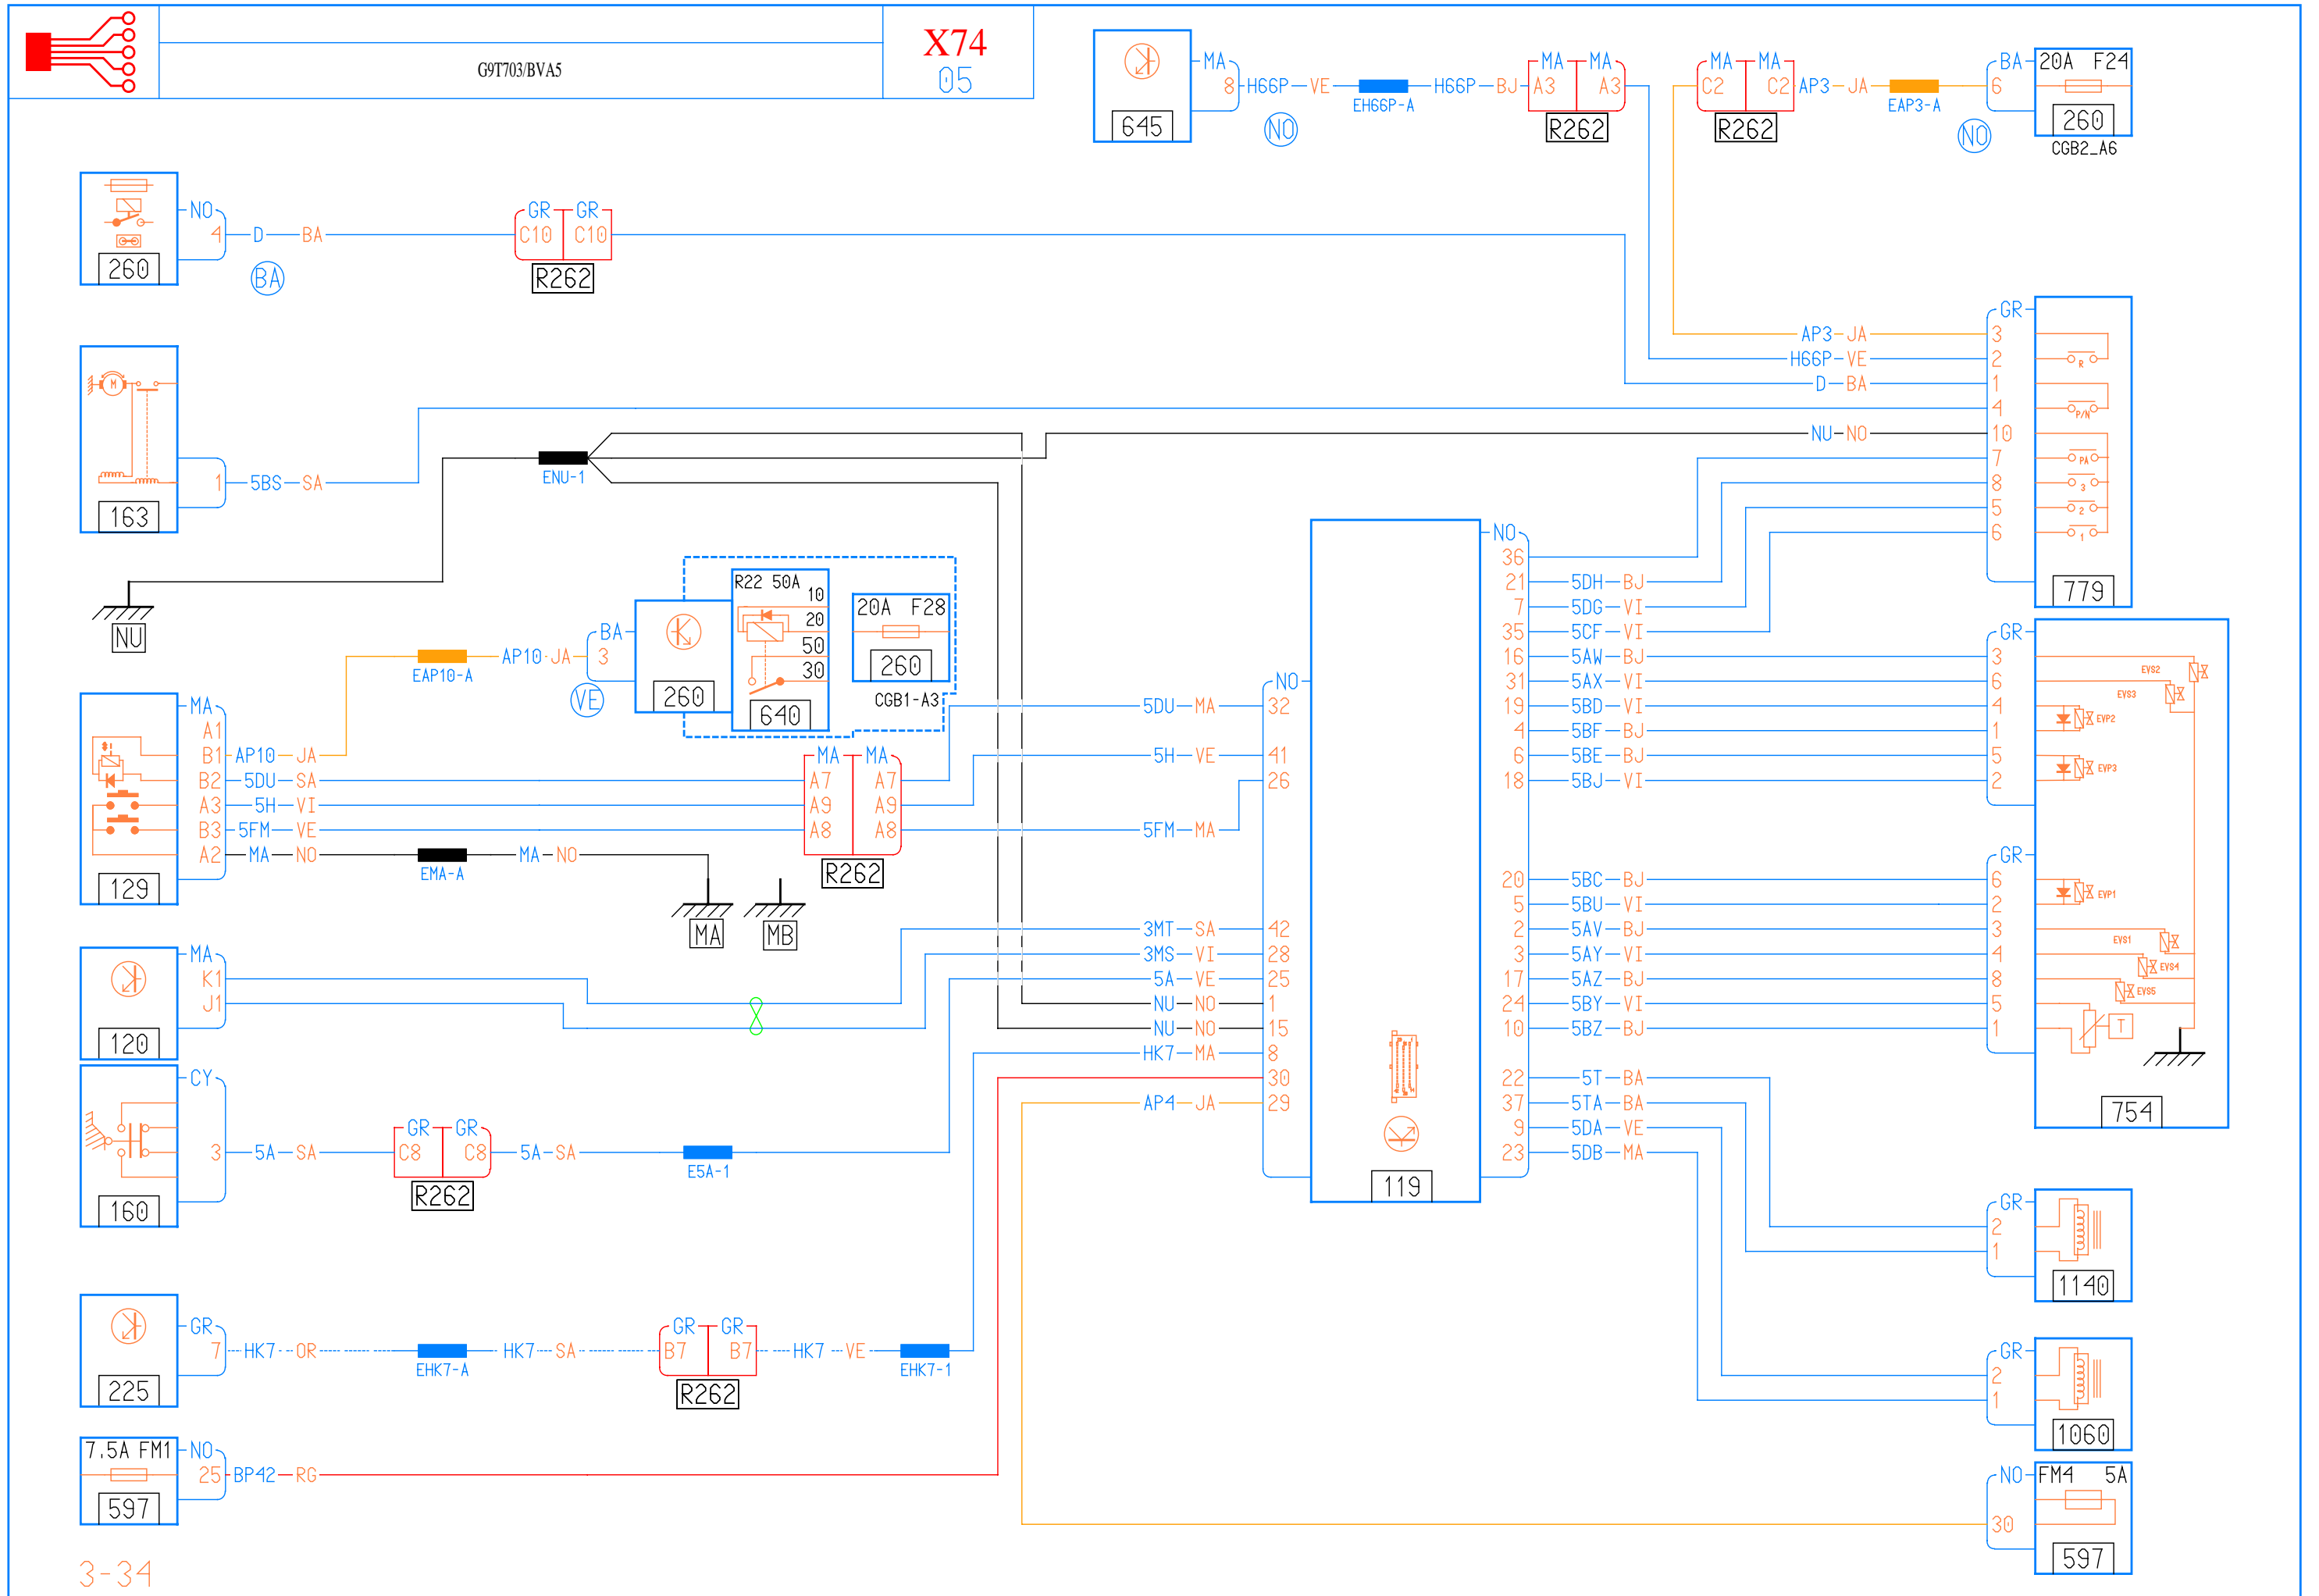 G9T703/BVA5
X74
05
MA
8 H66P VE EH66P-A H66P BJ A3
MA MA
A3
R262
645
NO
MA MA
C2 C2 AP3 JA EAP3-A
R262
BA
6
NO
20A F24
260
CGB2_A6
NO
4 D BA
260
BA
GR GR
C10 C10
R262
M
1 5BS SA
163
ENU-1
NU
GR
AP3 JA 3
H66P VE 2
D BA 1
4
NU NO 10
7
8
5
6
R
P/N
PA
3
2
1
779
EAP10-A
AP10 JA
BA
3
VE
260
R22 50A
10
20
50
30
640
20A F28
260
CGB1-A3
MA
A1
B1 AP10 JA
B2 5DU SA
A3 5H VI
B3 5FM VE
A2 MA NO
EMA-A
MA NO
129
MA MA
A7 A7
A9 A9
A8 A8
R262
MA
MB
MA
K1
J1
120
CY
3 5A SA
160
GR GR
C8 C8 5A SA
R262
E5A-1
GR
7 HK7 OR
EHK7-A
HK7 SA
225
GR GR
B7 B7 HK7 VE
R262
EHK7-1
7.5A FM1
NO
25 BP42 RG
597
NO
5DU MA 32
5H VE 41
26
5FM MA
3MT SA 42
3MS VI 28
5A VE 25
NU NO 1
NU NO 15
HK7 MA 8
30
AP4 JA 29
119
NO
36
21 5DH BJ
7 5DG VI
35 5CF VI
16 5AW BJ
31 5AX VI
19 5BD VI
4 5BF BJ
6 5BE BJ
18 5BJ VI
20 5BC BJ
5 5BU VI
2 5AV BJ
3 5AY VI
17 5AZ BJ
24 5BY VI
10 5BZ BJ
22 5T BA
37 5TA BA
9 5DA VE
23 5DB MA
GR
3
6
4
1
5
2
EVS2
EVS3
EVP2
EVP3
GR
6
2
3
4
8
5
1
EVP1
EVS1
EVS4
EVS5
T
754
GR
2
1
1140
GR
2
1
1060
NO
30
FM4 5A
597
3-34